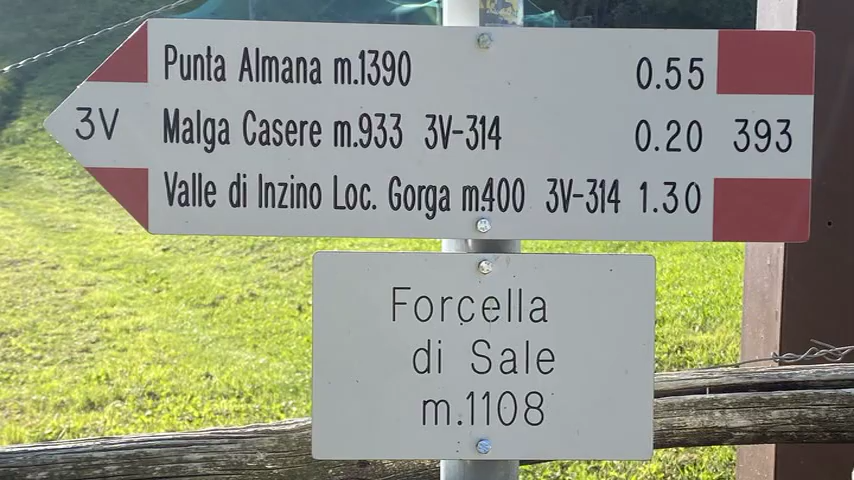 Punta Almana m.1390 0.55
3V Malga Casere m.933 3V-314 0.20 393
Valle di Inzino Loc. Gorga m.400 3V-314 1.30
Forcella
di Sale
m.1108